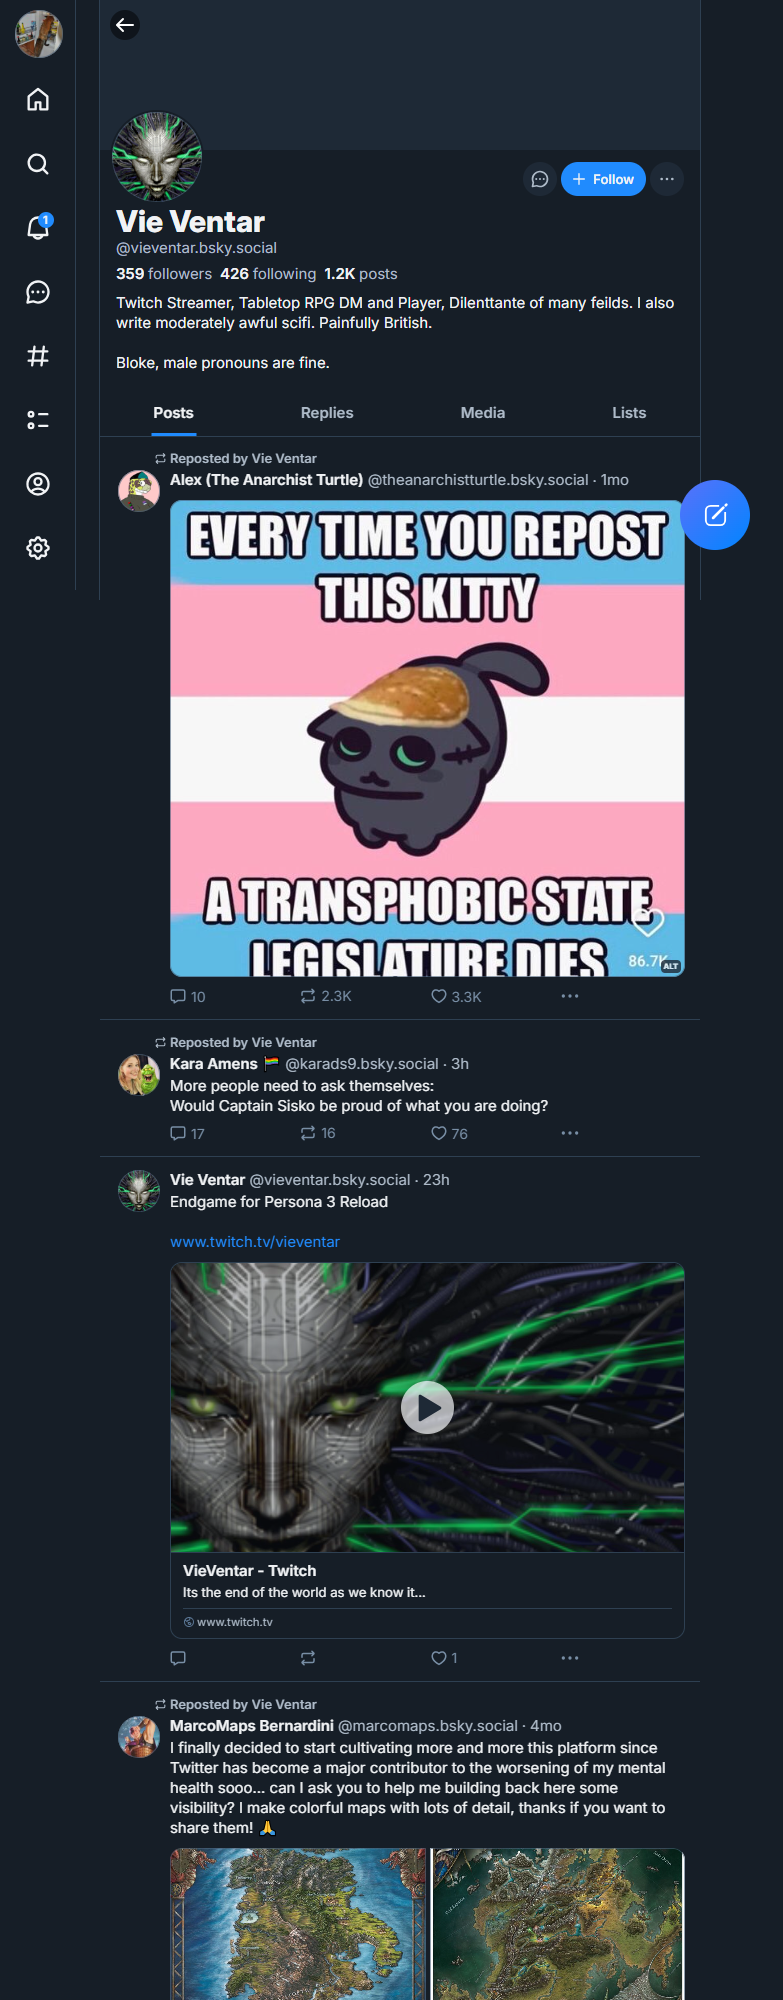 Follow
Vie Ventar
@vieventar.bsky.social
359 followers 426 following 1.2K posts
Twitch Streamer, Tabletop RPG DM and Player, Dilenttante of many feilds. I also
write moderately awful scifi. Painfully British.
Bloke, male pronouns are fine.
Posts Replies Media Lists
1
Reposted by Vie Ventar
Alex (The Anarchist Turtle) @theanarchistturtle.bsky.social · 1mo
EVERY TIME YOU REPOST
THIS KITTY
A TRANSPHOBIC STATE
LEGISLATURE DIES
86.7K
ALT
10 2.3K 3.3K
Reposted by Vie Ventar
Kara Amens 🏳️‍🌈 @karads9.bsky.social · 3h
More people need to ask themselves:
Would Captain Sisko be proud of what you are doing?
17 16 76
Vie Ventar @vieventar.bsky.social · 23h
Endgame for Persona 3 Reload
www.twitch.tv/vieventar
VieVentar - Twitch
Its the end of the world as we know it...
www.twitch.tv
1
Reposted by Vie Ventar
MarcoMaps Bernardini @marcomaps.bsky.social · 4mo
I finally decided to start cultivating more and more this platform since
Twitter has become a major contributor to the worsening of my mental
health sooo... can I ask you to help me building back here some
visibility? I make colorful maps with lots of detail, thanks if you want to
share them! 🙏